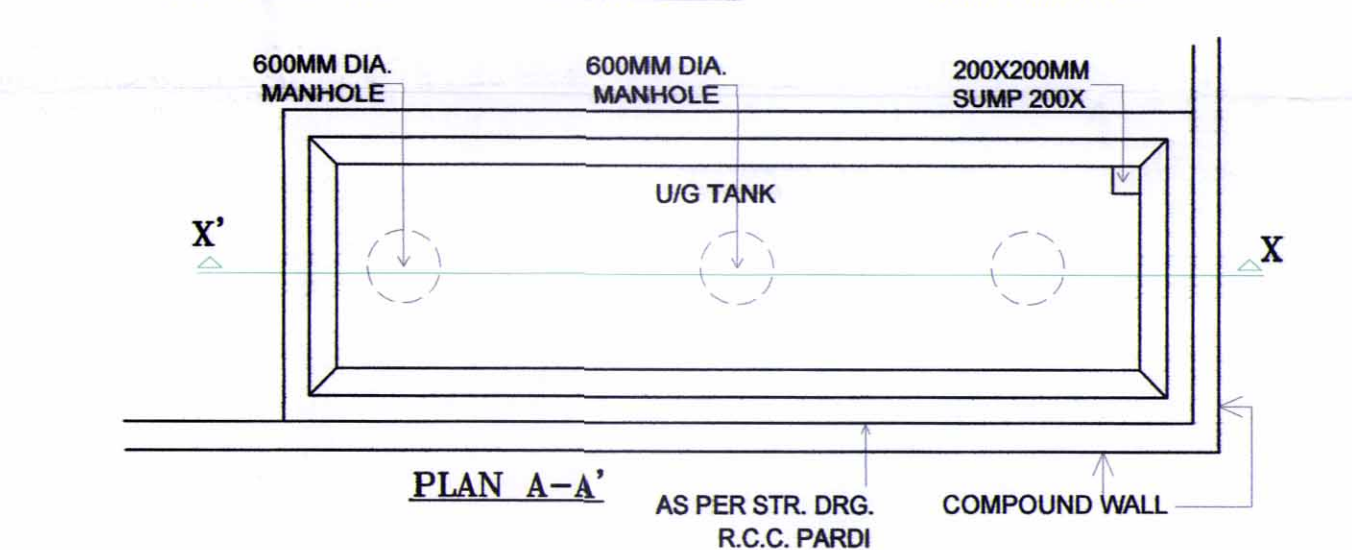 600MM DIA.
MANHOLE
600MM DIA.
MANHOLE
200X200MM
SUMP 200X
U/G TANK
X'
X
PLAN A-A'
AS PER STR. DRG.
R.C.C. PARDI
COMPOUND WALL